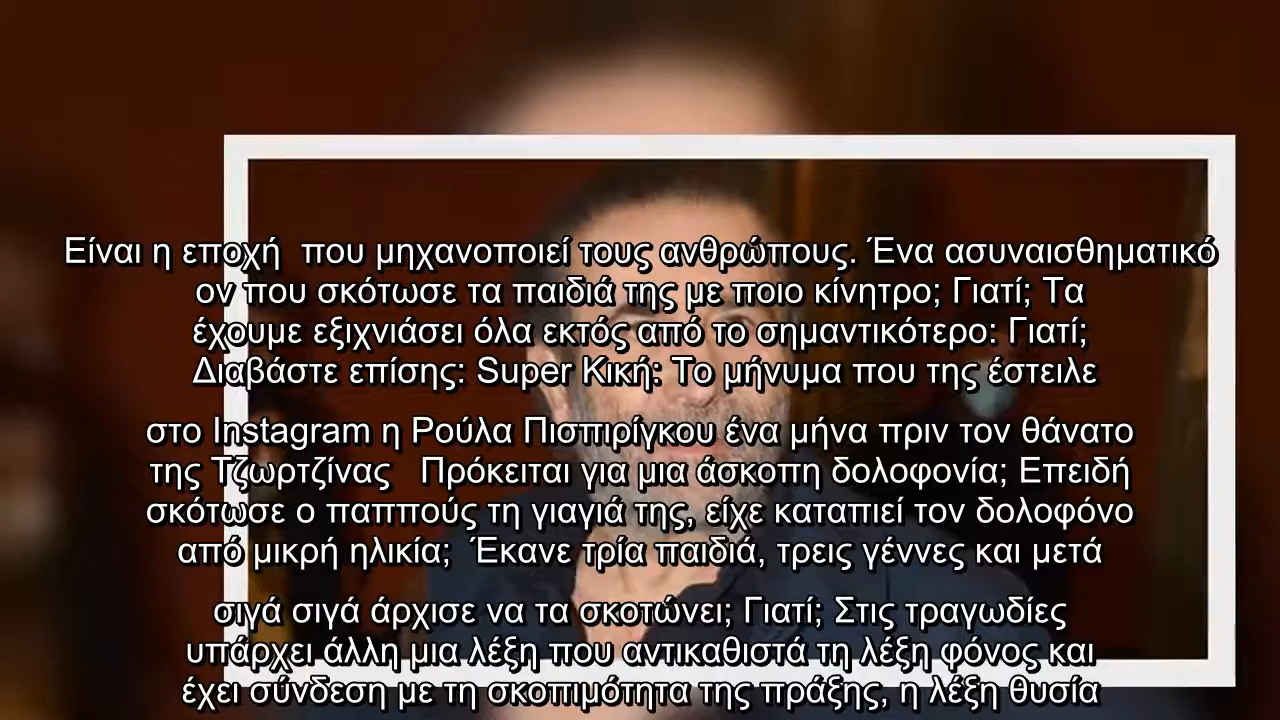 Είναι η εποχή  που μηχανοποιεί τους ανθρώπους. Ένα ασυναισθηματικό
ον που σκότωσε τα παιδιά της με ποιο κίνητρο; Γιατί; Τα
έχουμε εξιχνιάσει όλα εκτός από το σημαντικότερο: Γιατί;
Διαβάστε επίσης: Super Κική: Το μήνυμα που της έστειλε
στο Instagram η Ρούλα Πισπιρίγκου ένα μήνα πριν τον θάνατο
της Τζωρτζίνας   Πρόκειται για μια άσκοπη δολοφονία; Επειδή
σκότωσε ο παππούς τη γιαγιά της, είχε καταπιεί τον δολοφόνο
από μικρή ηλικία;  Έκανε τρία παιδιά, τρεις γέννες και μετά
σιγά σιγά άρχισε να τα σκοτώνει; Γιατί; Στις τραγωδίες
υπάρχει άλλη μια λέξη που αντικαθιστά τη λέξη φόνος και
έχει σύνδεση με τη σκοπιμότητα της πράξης, η λέξη θυσία